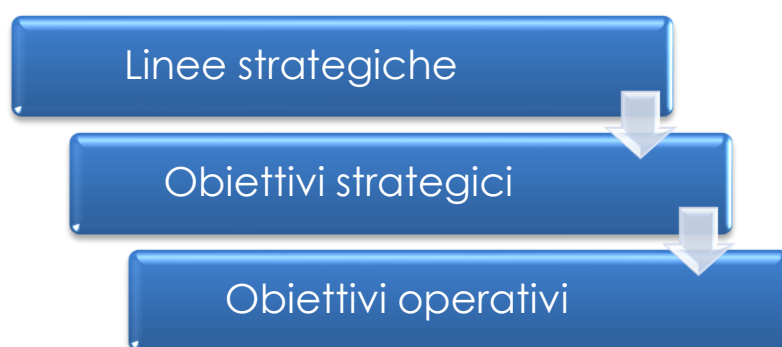 Linee strategiche
Obiettivi strategici
Obiettivi operativi